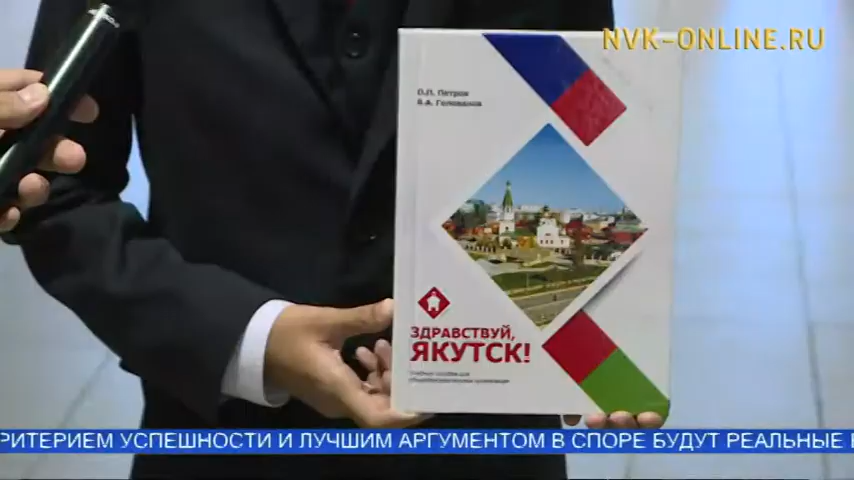 NVK-ONLINE.RU
О.П. Петров
В.А. Голованов
ЗДРАВСТВУЙ,
ЯКУТСК!
РИТЕРИЕМ УСПЕШНОСТИ И ЛУЧШИМ АРГУМЕНТОМ В СПОРЕ БУДУТ РЕАЛЬНЫЕ